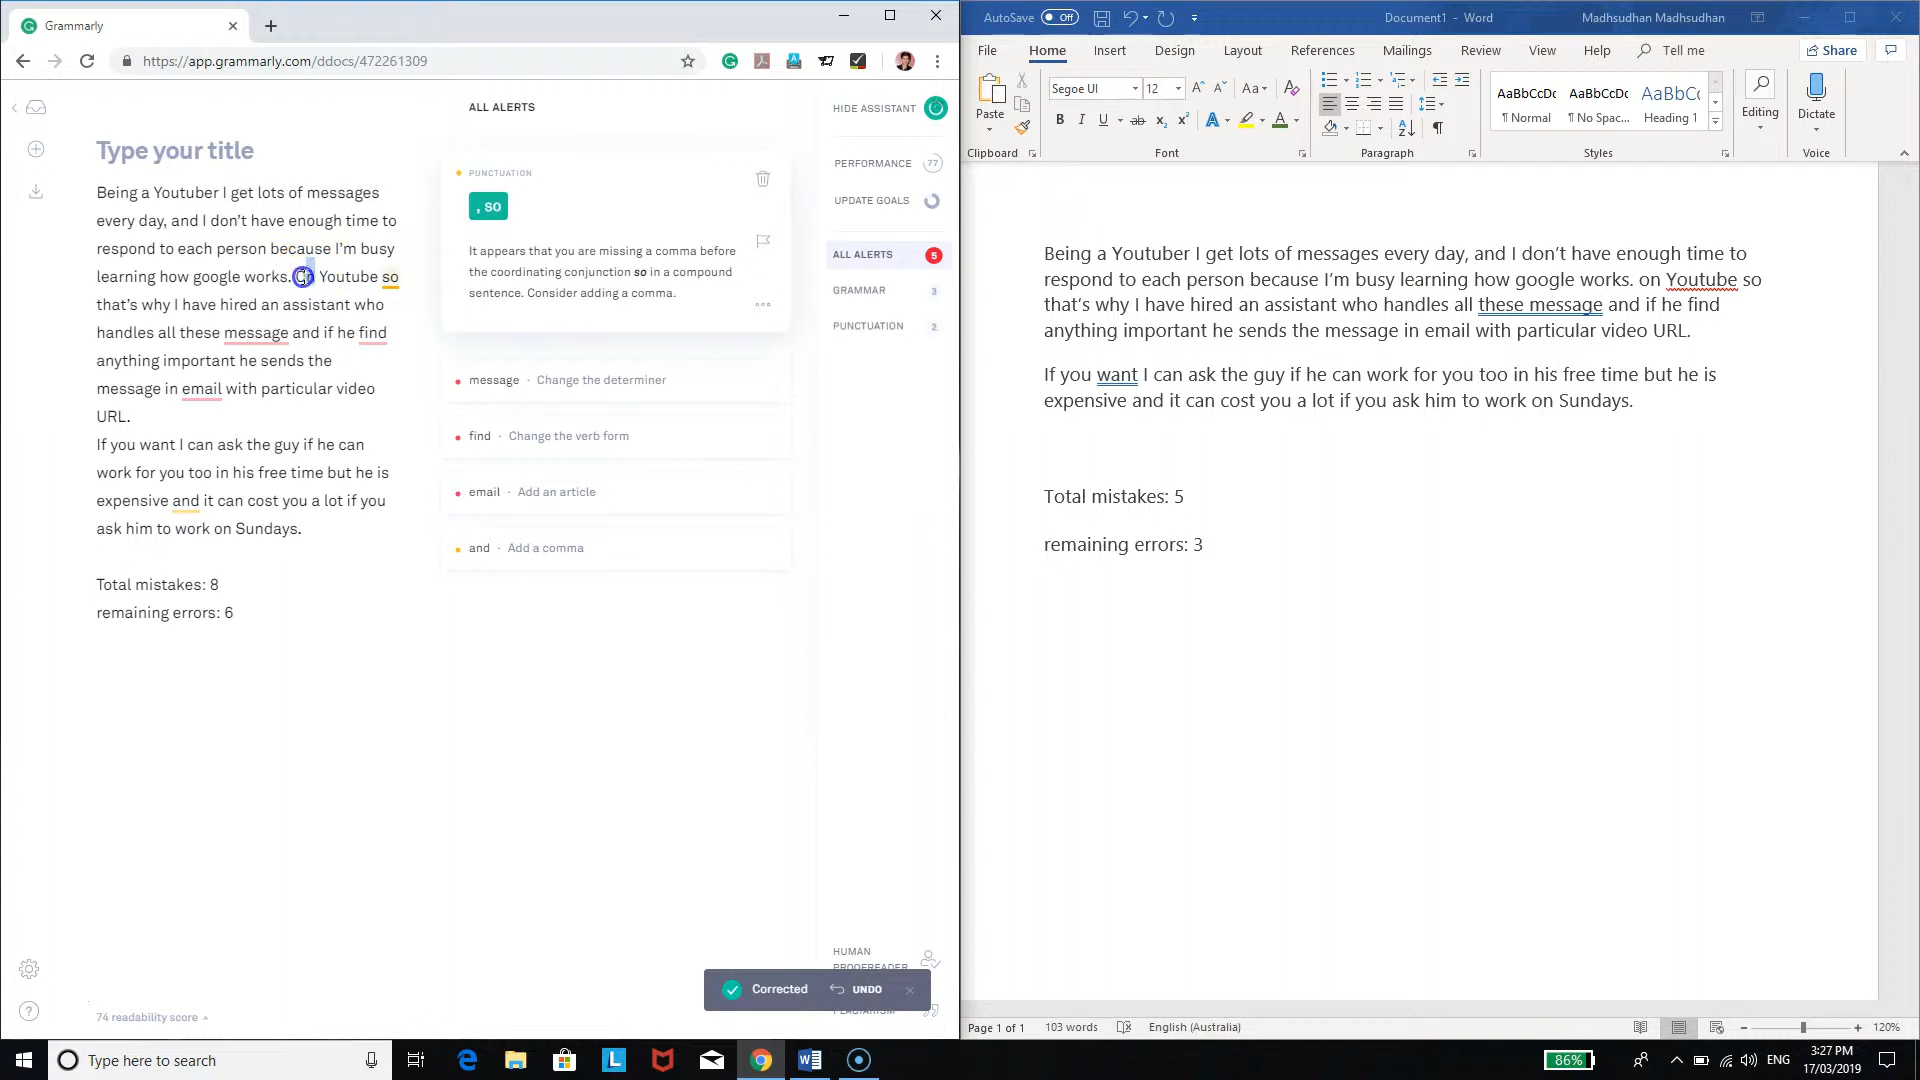 Grammarly
https://app.grammarly.com/ddocs/472261309
ALL ALERTS
HIDE ASSISTANT
Type your title
Being a Youtuber I get lots of messages
every day, and I don't have enough time to
respond to each person because I'm busy
learning how google works. On Youtube so
that's why I have hired an assistant who
handles all these message and if he find
anything important he sends the
message in email with particular video
URL.
If you want I can ask the guy if he can
work for you too in his free time but he is
expensive and it can cost you a lot if you
ask him to work on Sundays.
Total mistakes: 8
remaining errors: 6
PUNCTUATION
, so
It appears that you are missing a comma before
the coordinating conjunction so in a compound
sentence. Consider adding a comma.
message · Change the determiner
find · Change the verb form
email · Add an article
and · Add a comma
PERFORMANCE 77
UPDATE GOALS
ALL ALERTS 5
GRAMMAR 3
PUNCTUATION 2
HUMAN
PROOFREADER
Corrected UNDO
PLAGIARISM
74 readability score
AutoSave Off
Document1 - Word
Madhsudhan Madhsudhan
File Home Insert Design Layout References Mailings Review View Help Tell me
Share
Paste
Segoe UI 12
Clipboard Font Paragraph Styles Voice
AaBbCcDc AaBbCcDc AaBbCc
¶ Normal ¶ No Spac... Heading 1
Editing
Dictate
Being a Youtuber I get lots of messages every day, and I don't have enough time to
respond to each person because I'm busy learning how google works. on Youtube so
that's why I have hired an assistant who handles all these message and if he find
anything important he sends the message in email with particular video URL.
If you want I can ask the guy if he can work for you too in his free time but he is
expensive and it can cost you a lot if you ask him to work on Sundays.
Total mistakes: 5
remaining errors: 3
Page 1 of 1 103 words English (Australia)
120%
Type here to search
86%
ENG
3:27 PM
17/03/2019